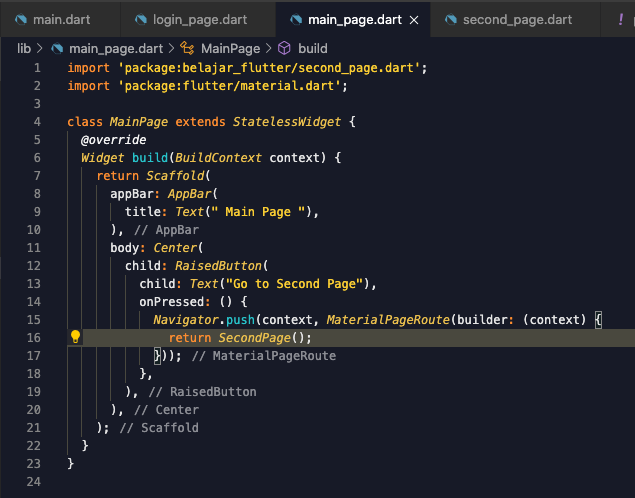 main.dart login_page.dart main_page.dart × second_page.dart !
lib > main_page.dart > MainPage > build
1 import 'package:belajar_flutter/second_page.dart';
2 import 'package:flutter/material.dart';
3
4 class MainPage extends StatelessWidget {
5   @override
6   Widget build(BuildContext context) {
7     return Scaffold(
8       appBar: AppBar(
9         title: Text(" Main Page "),
10       ), // AppBar
11       body: Center(
12         child: RaisedButton(
13           child: Text("Go to Second Page"),
14           onPressed: () {
15             Navigator.push(context, MaterialPageRoute(builder: (context) {
16               return SecondPage();
17             })); // MaterialPageRoute
18           },
19         ), // RaisedButton
20       ), // Center
21     ); // Scaffold
22   }
23 }
24